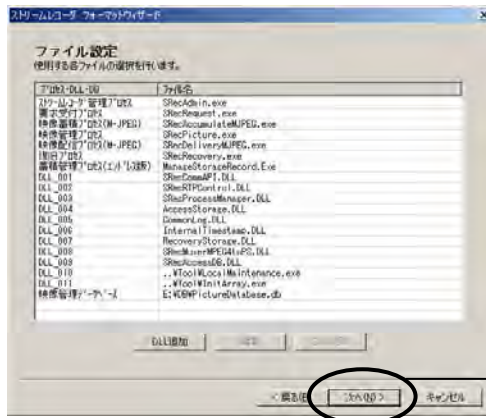 ストリームレコーダ フォーマットウィザード
ファイル設定
使用する各ファイルの選択を行います。
プロセス・DLL・DB ファイル名
ストリームレコーダ管理プロセス SRecAdmin.exe
要求受付プロセス SRecRequest.exe
映像蓄積プロセス(M-JPEG) SRecAccumulateMJPEG.exe
映像管理プロセス SRecPicture.exe
映像配信プロセス(M-JPEG) SRecDeliveryMJPEG.exe
復旧プロセス SRecRecovery.exe
蓄積管理プロセス(エンドレス版) ManageStorageRecord.Exe
DLL_001 SRecCommAPI.DLL
DLL_002 SRecRTPControl.DLL
DLL_003 SRecProcessManager.DLL
DLL_004 AccessStorage.DLL
DLL_005 CommonLog.DLL
DLL_006 InternalTimestamp.DLL
DLL_007 RecoveryStorage.DLL
DLL_008 SRecMuxerMPEG4toPS.DLL
DLL_009 SRecAccessDB.DLL
DLL_010 ..¥Tool¥LocalMaintenance.exe
DLL_011 ..¥Tool¥InitArray.exe
映像管理データベース E:¥DB¥PictureDatabase.db
DLL追加
< 戻る(B) 次へ(N) > キャンセル